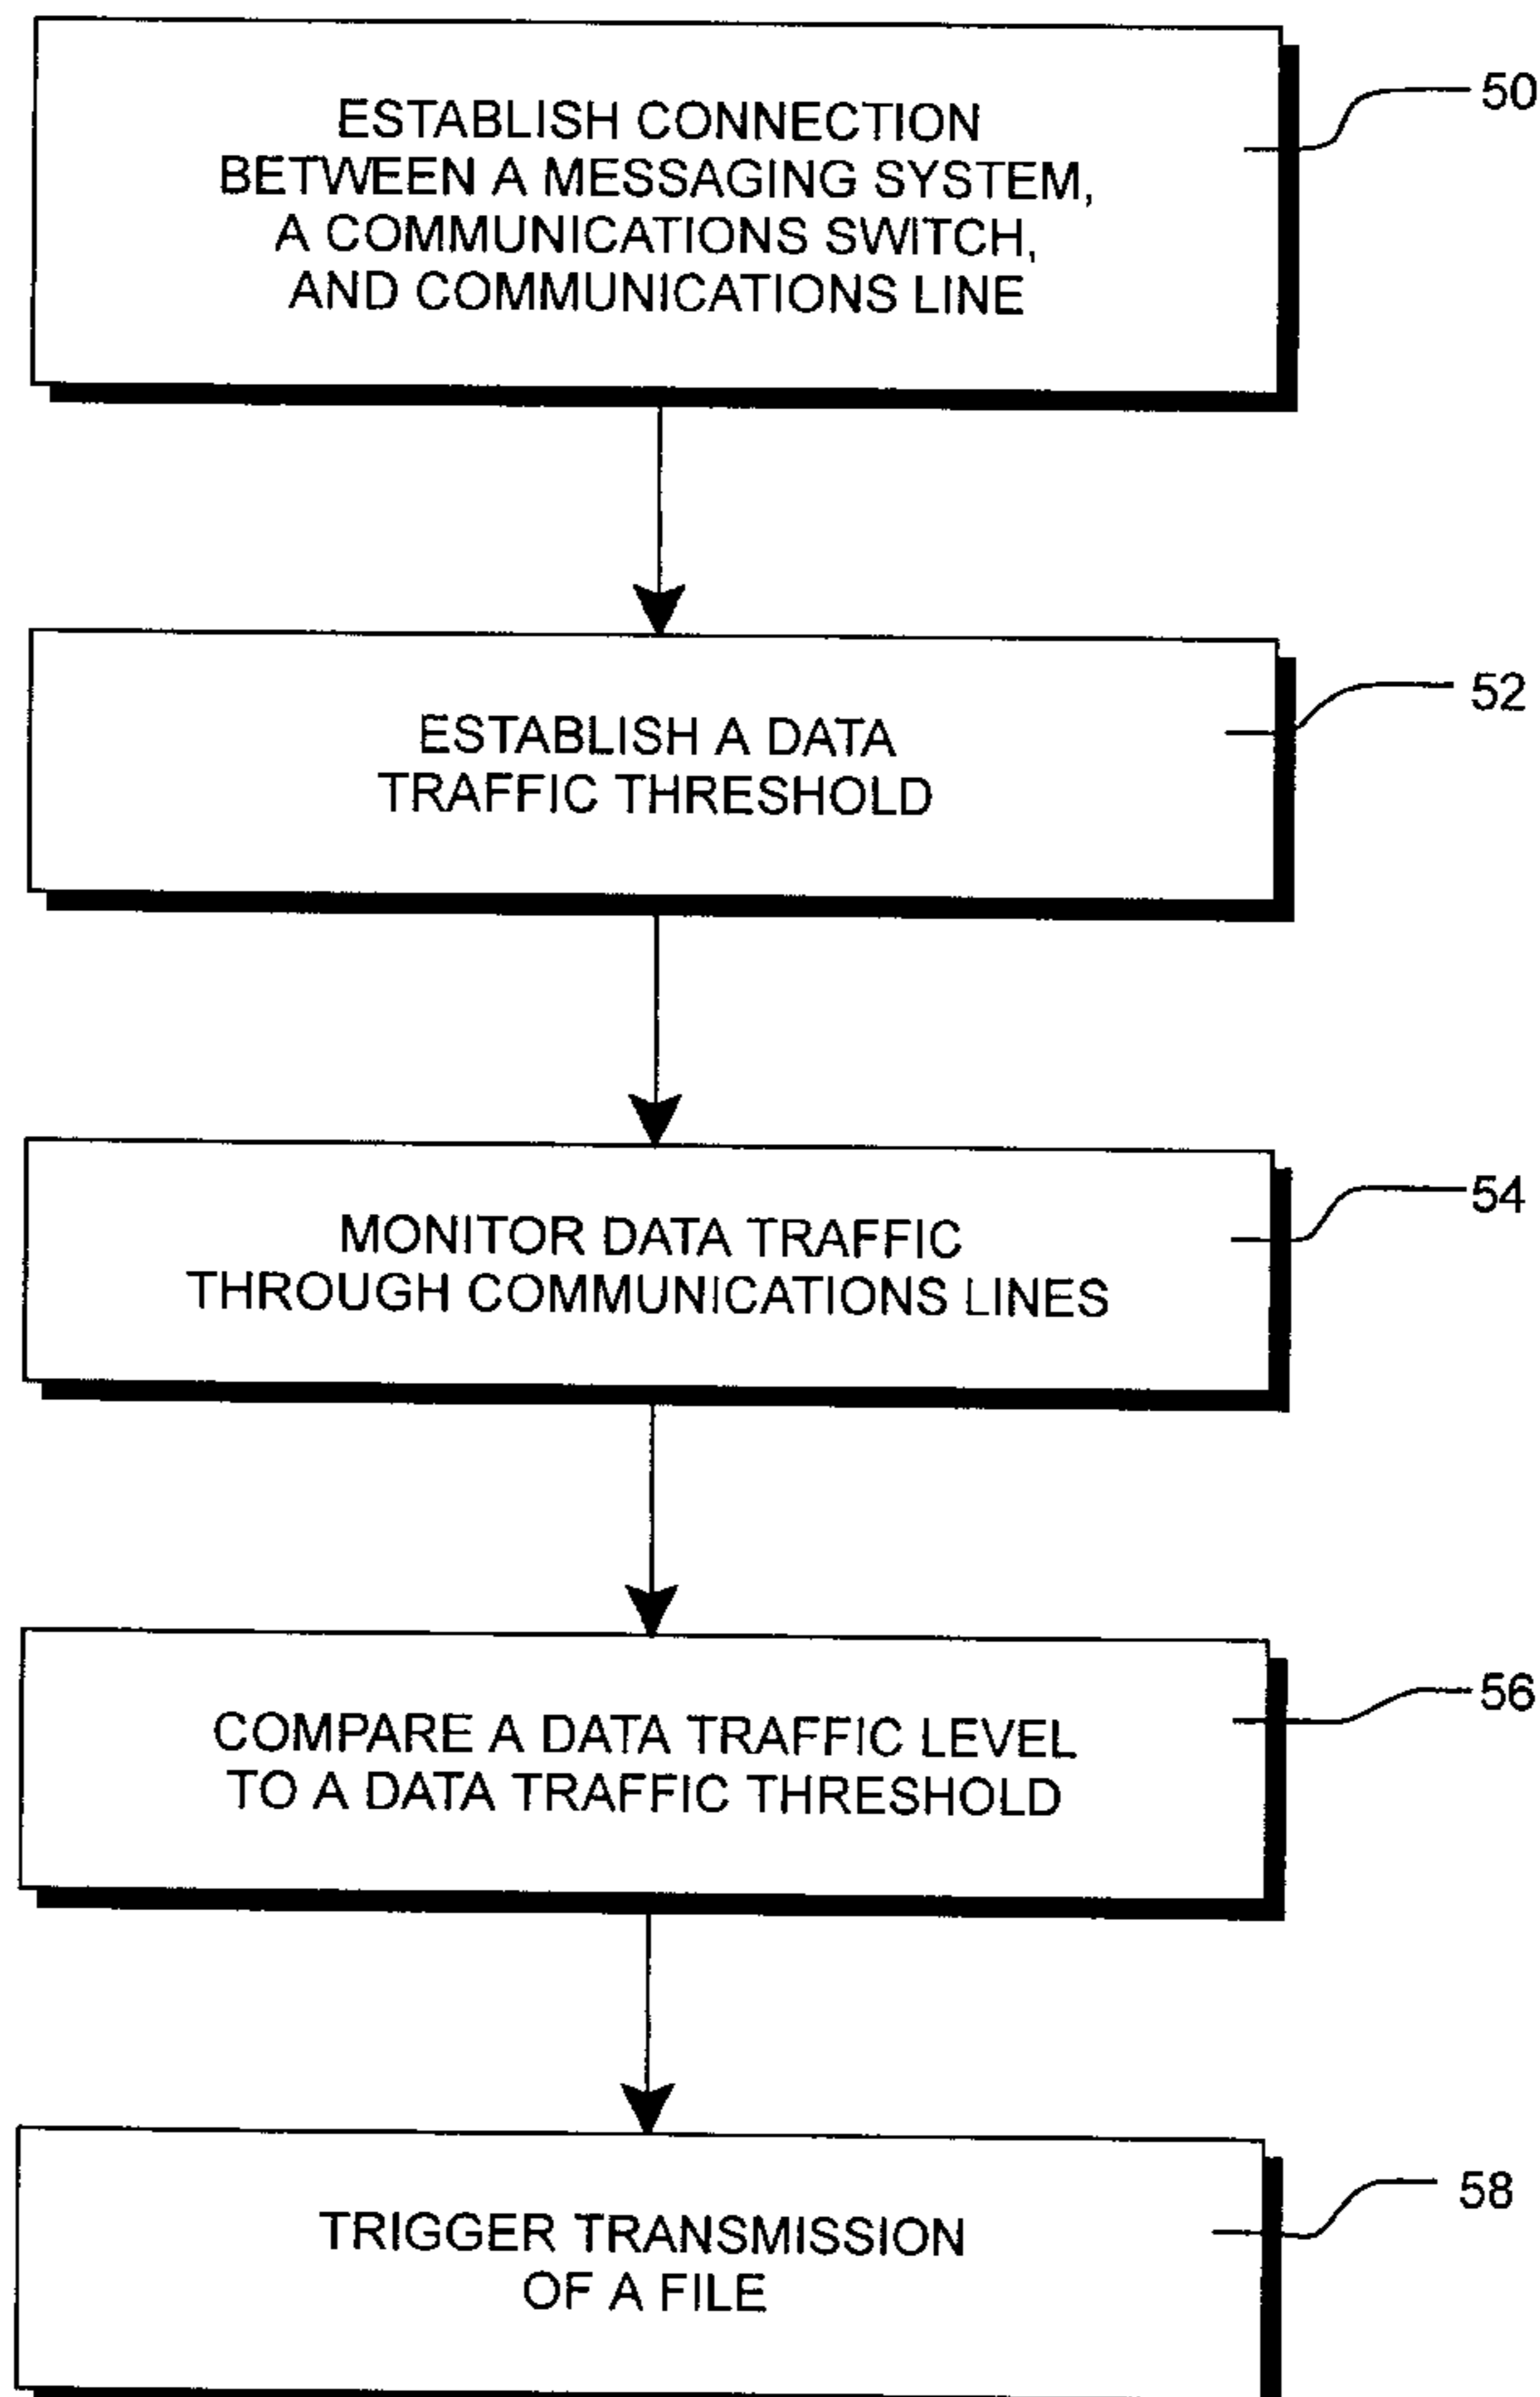 ESTABLISH CONNECTION
BETWEEN A MESSAGING SYSTEM,
A COMMUNICATIONS SWITCH,
AND COMMUNICATIONS LINE
50
ESTABLISH A DATA
TRAFFIC THRESHOLD
52
MONITOR DATA TRAFFIC
THROUGH COMMUNICATIONS LINES
54
COMPARE A DATA TRAFFIC LEVEL
TO A DATA TRAFFIC THRESHOLD
56
TRIGGER TRANSMISSION
OF A FILE
58